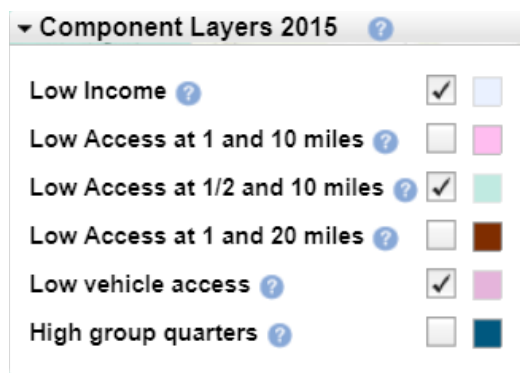 Component Layers 2015 ?
Low Income ?
Low Access at 1 and 10 miles ?
Low Access at 1/2 and 10 miles ?
Low Access at 1 and 20 miles ?
Low vehicle access ?
High group quarters ?